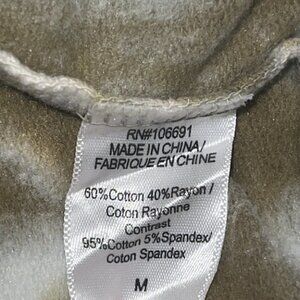 RN#106691
MADE IN CHINA/
FABRIQUE EN CHINE
60%Cotton 40%Rayon/
Coton Rayonne
Contrast
95%Cotton 5%Spandex/
Coton Spandex
M